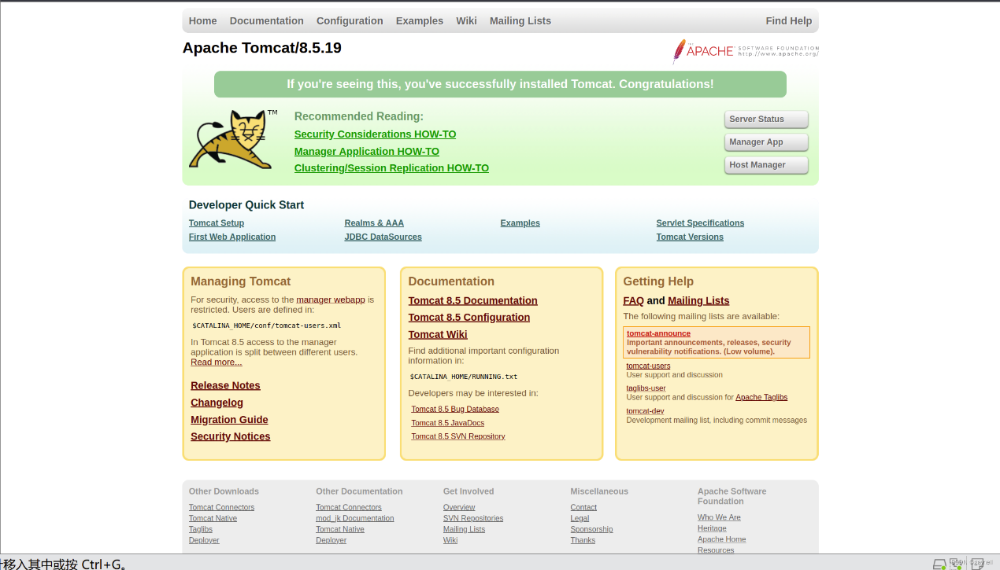 Home Documentation Configuration Examples Wiki Mailing Lists Find Help
Apache Tomcat/8.5.19
THE APACHE SOFTWARE FOUNDATION
http://www.apache.org/
If you're seeing this, you've successfully installed Tomcat. Congratulations!
TM
Recommended Reading:
Security Considerations HOW-TO
Manager Application HOW-TO
Clustering/Session Replication HOW-TO
Server Status
Manager App
Host Manager
Developer Quick Start
Tomcat Setup
First Web Application
Realms & AAA
JDBC DataSources
Examples
Servlet Specifications
Tomcat Versions
Managing Tomcat
For security, access to the manager webapp is
restricted. Users are defined in:
$CATALINA_HOME/conf/tomcat-users.xml
In Tomcat 8.5 access to the manager
application is split between different users.
Read more...
Release Notes
Changelog
Migration Guide
Security Notices
Documentation
Tomcat 8.5 Documentation
Tomcat 8.5 Configuration
Tomcat Wiki
Find additional important configuration
information in:
$CATALINA_HOME/RUNNING.txt
Developers may be interested in:
Tomcat 8.5 Bug Database
Tomcat 8.5 JavaDocs
Tomcat 8.5 SVN Repository
Getting Help
FAQ and Mailing Lists
The following mailing lists are available:
tomcat-announce
Important announcements, releases, security
vulnerability notifications. (Low volume).
tomcat-users
User support and discussion
taglibs-user
User support and discussion for Apache Taglibs
tomcat-dev
Development mailing list, including commit messages
Other Downloads
Tomcat Connectors
Tomcat Native
Taglibs
Deployer
Other Documentation
Tomcat Connectors
mod_jk Documentation
Tomcat Native
Deployer
Get Involved
Overview
SVN Repositories
Mailing Lists
Wiki
Miscellaneous
Contact
Legal
Sponsorship
Thanks
Apache Software
Foundation
Who We Are
Heritage
Apache Home
Resources
移入其中或按 Ctrl+G。